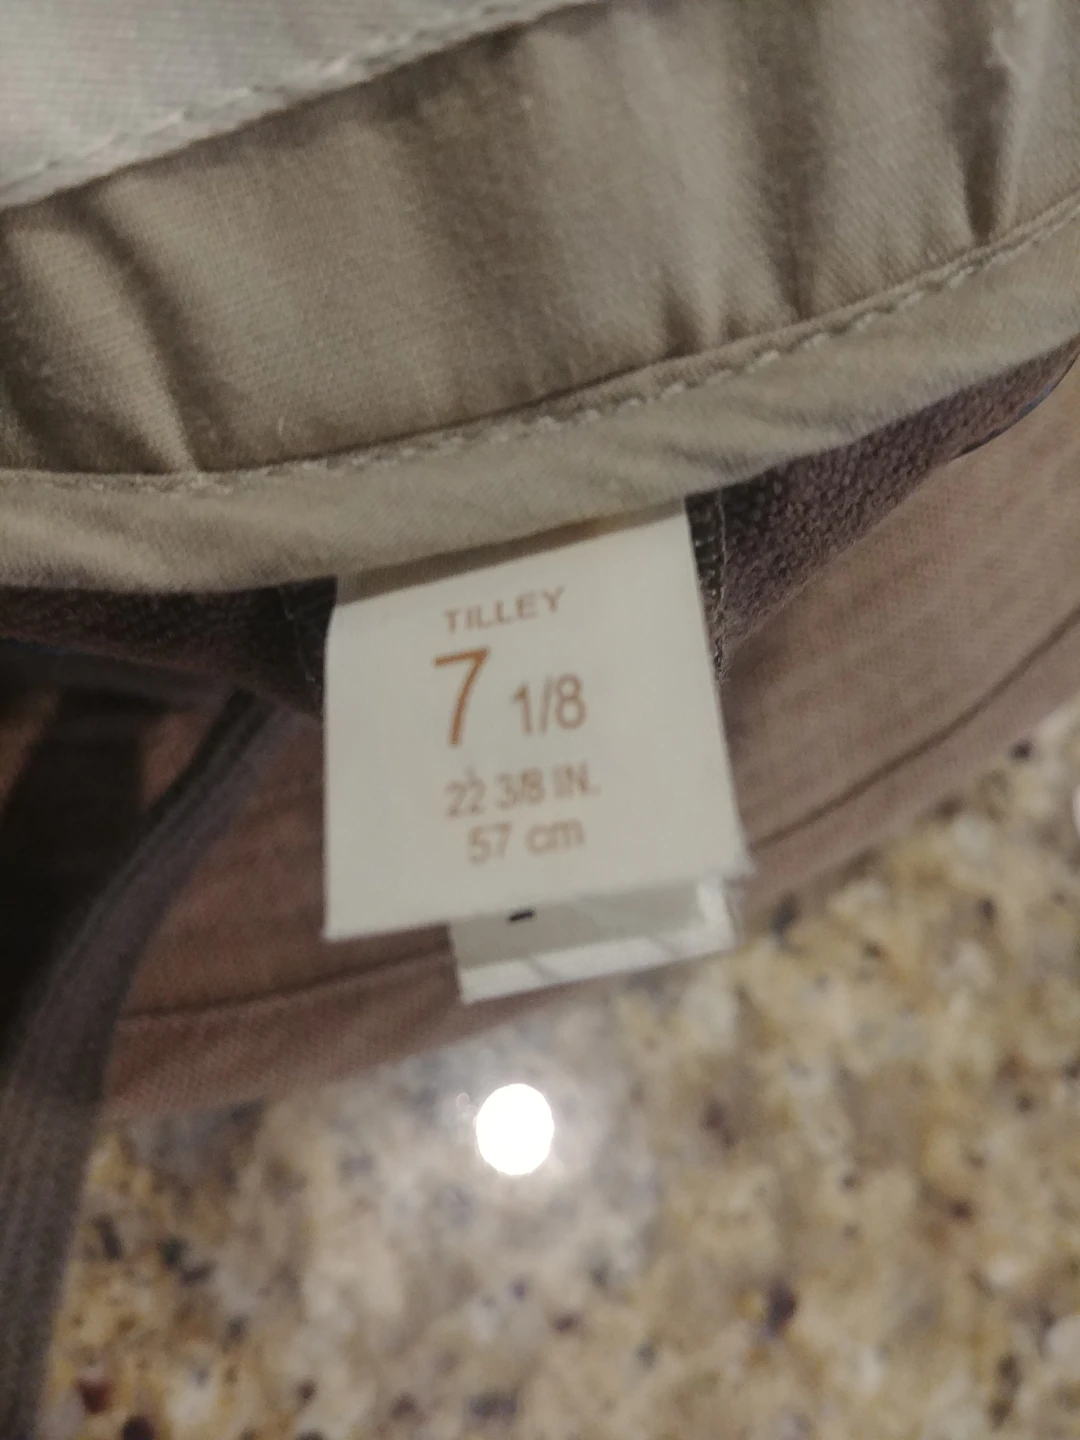 TILLEY
7 1/8
22 3/8 IN.
57 cm